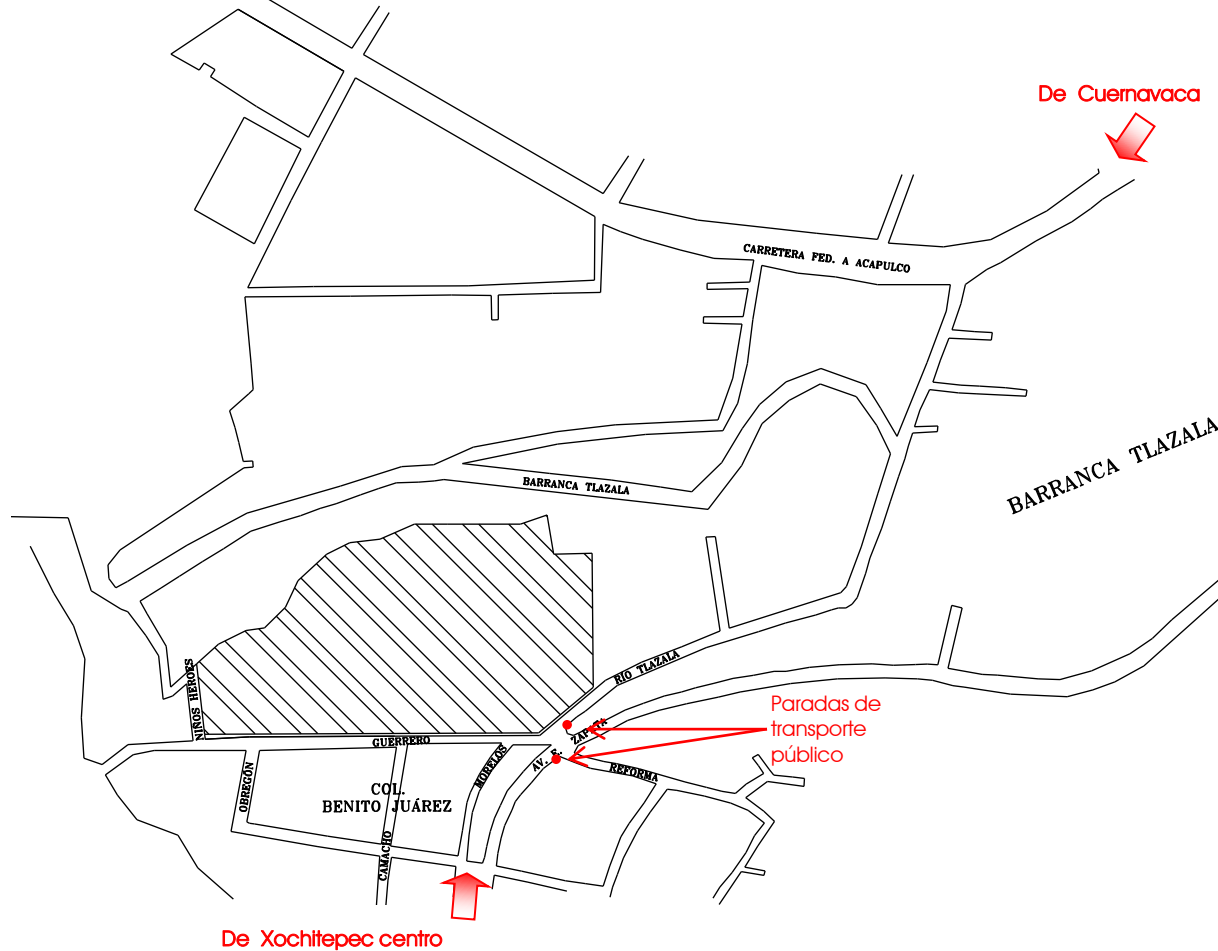 De Cuernavaca
CARRETERA FED. A ACAPULCO
BARRANCA TLAZALA
BARRANCA TLAZALA
NIÑOS HEROES
RIO TLAZALA
GUERRERO
AV. E. ZAPATA
Paradas de
transporte
público
MORELOS
REFORMA
OBREGÓN
COL.
BENITO JUÁREZ
CAMACHO
De Xochitepec centro